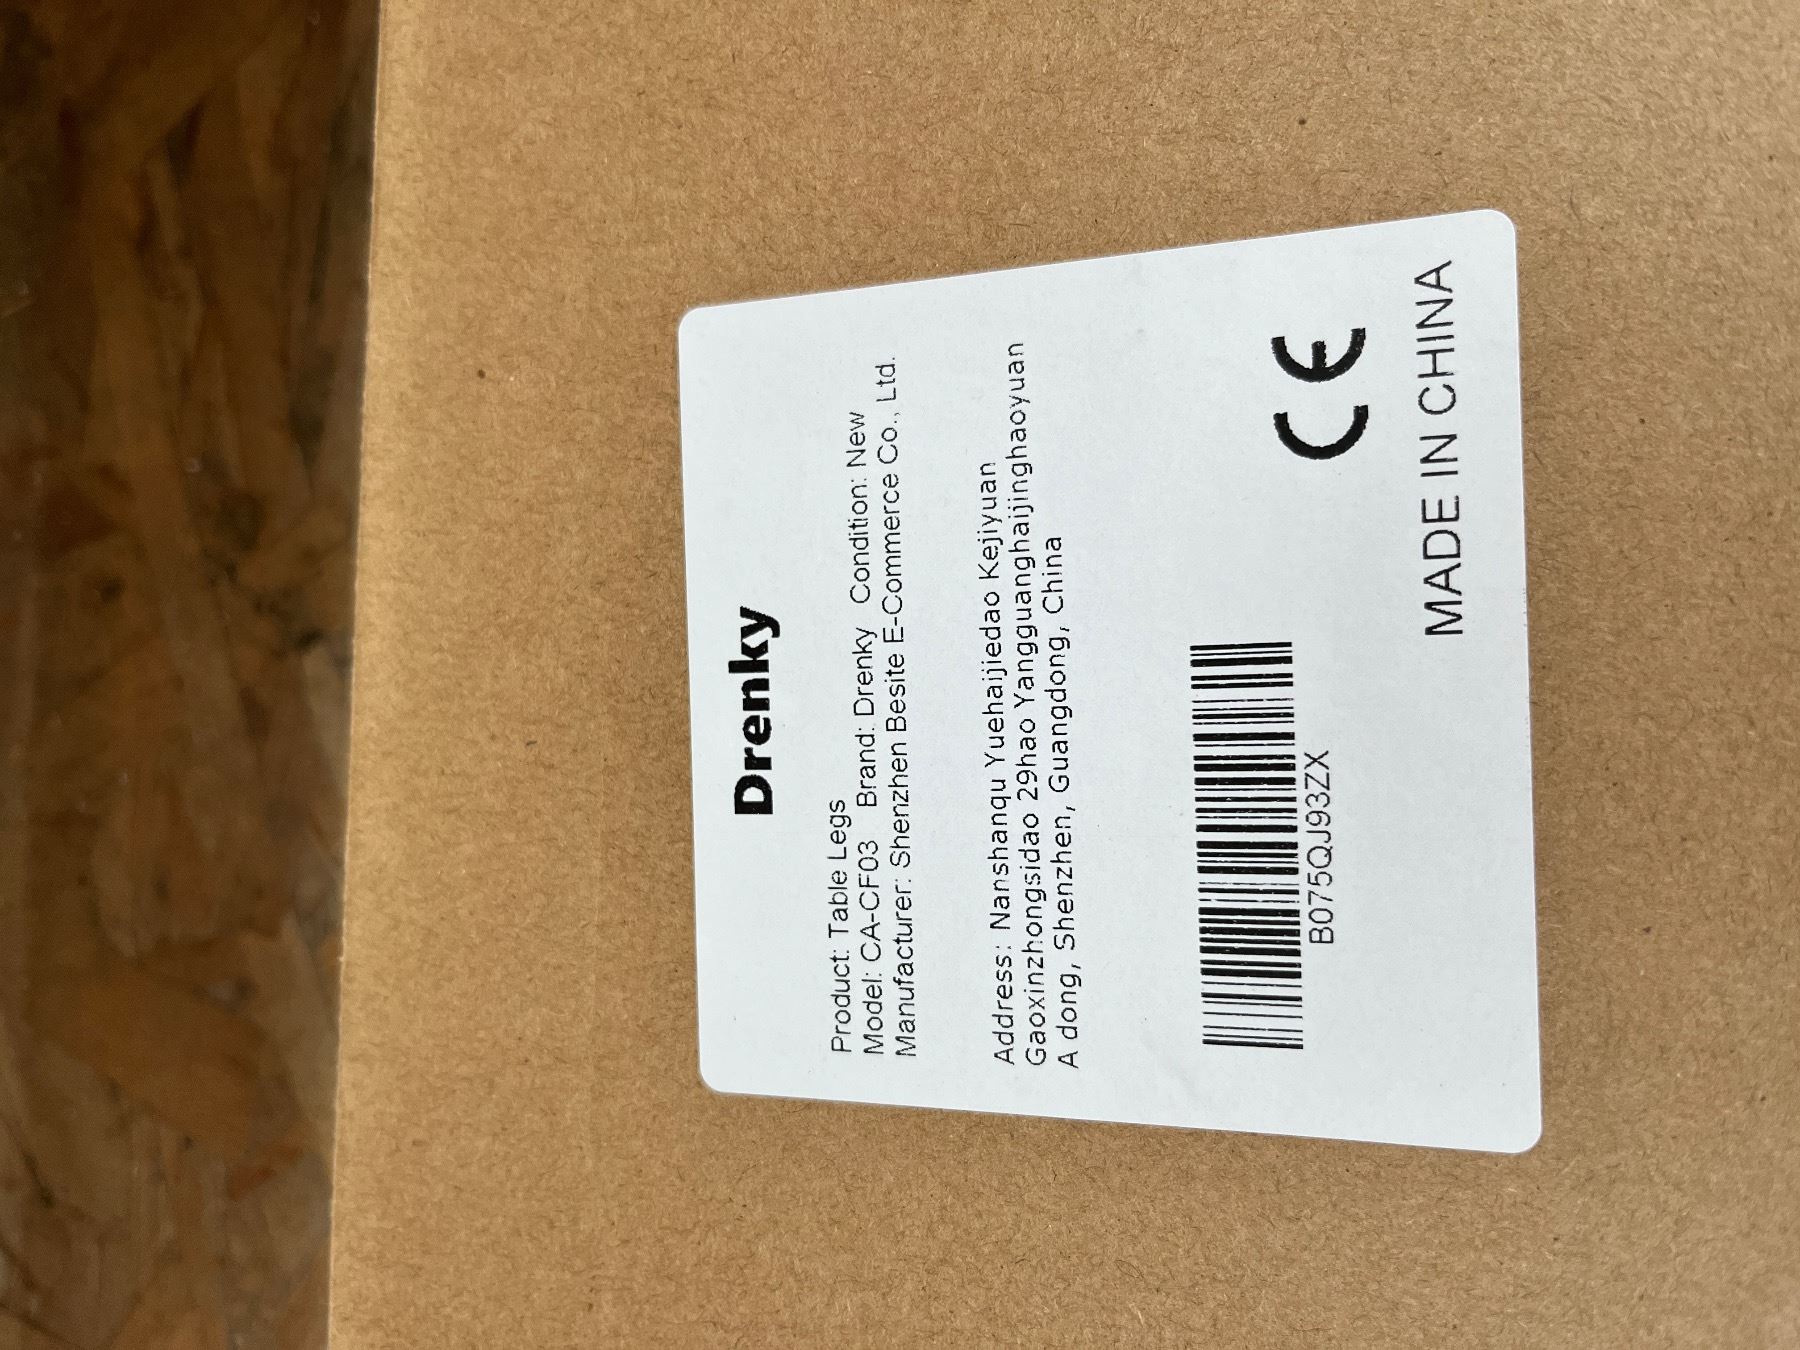 Drenky
Product: Table Legs
Model: CA-CF03 Brand: Drenky Condition: New
Manufacturer: Shenzhen Besite E-Commerce Co., Ltd.
Address: Nanshanqu Yuehaijiedao Kejiyuan
Gaoxinzhongsidao 29hao Yangguanghaijinghaoyuan
A dong, Shenzhen, Guangdong, China
B075QJ93ZX
CE
MADE IN CHINA